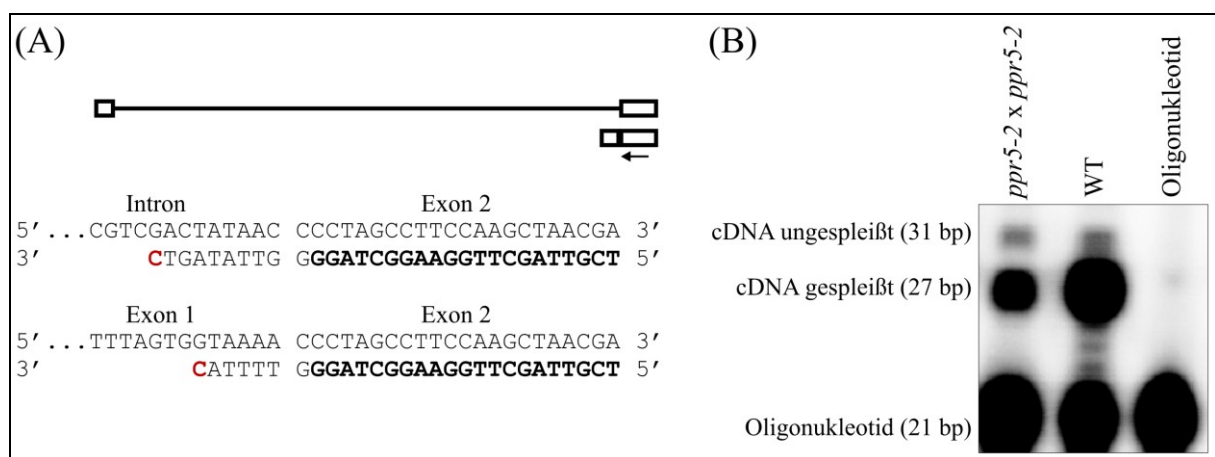 (A)
Intron Exon 2
5′ ...CGTCGACTATAAC CCCTAGCCTTCCAAGCTAACGA 3′
3′ CTGATATTG GGGATCGGAAGGTTCGATTGCT 5′
Exon 1 Exon 2
5′ ...TTTAGTGGTAAAA CCCTAGCCTTCCAAGCTAACGA 3′
3′ CATTTT GGGATCGGAAGGTTCGATTGCT 5′
(B)
ppr5-2 x ppr5-2
WT
Oligonukleotid
cDNA ungespleißt (31 bp)
cDNA gespleißt (27 bp)
Oligonukleotid (21 bp)